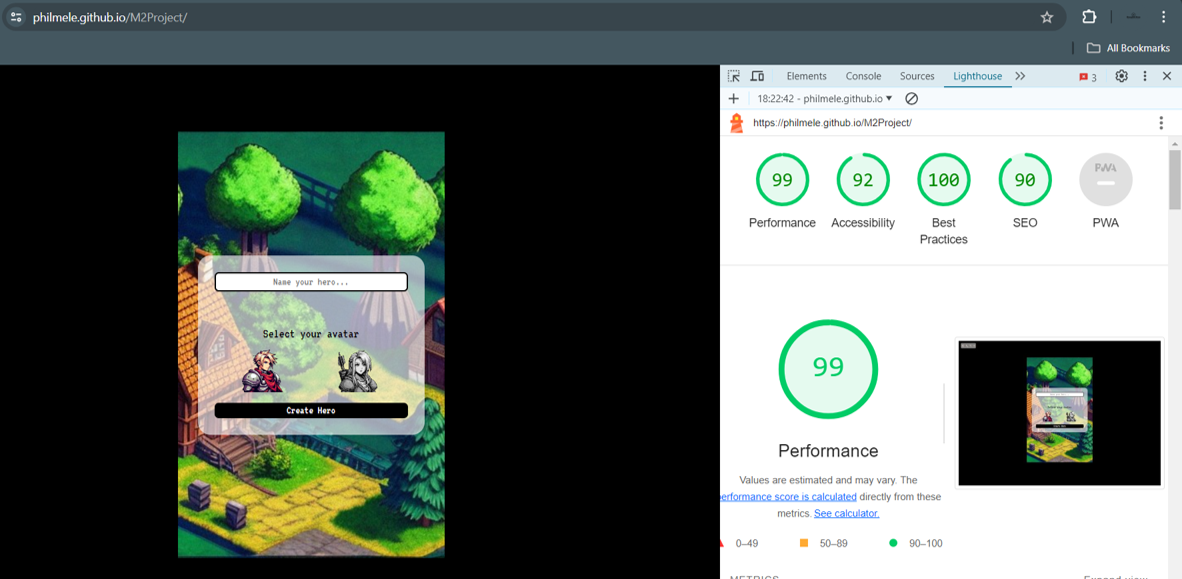 philmele.github.io/M2Project/
All Bookmarks
Elements Console Sources Lighthouse 3
18:22:42 - philmele.github.io
https://philmele.github.io/M2Project/
99 92 100 90 PWA
Performance Accessibility Best Practices SEO PWA
Name your hero...
Select your avatar
Create Hero
99
Performance
Values are estimated and may vary. The
performance score is calculated directly from these
metrics. See calculator.
0–49 50–89 90–100
METRICS Expand view